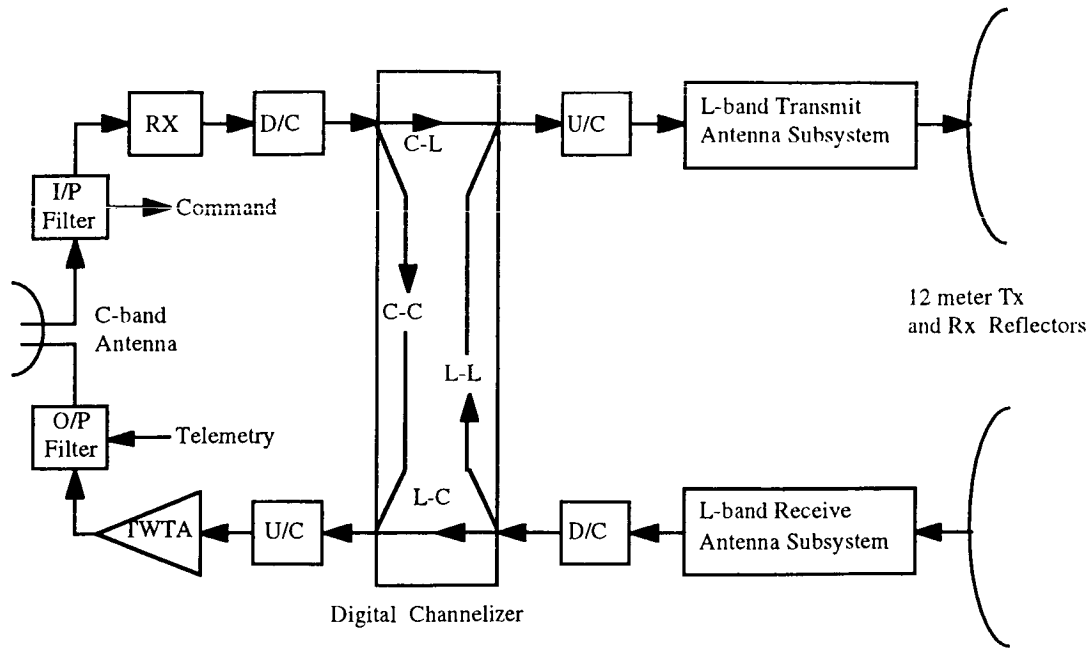 RX
D/C
C-L
U/C
L-band Transmit
Antenna Subsystem
I/P
Filter
Command
C-band
Antenna
C-C
L-L
12 meter Tx
and Rx Reflectors
O/P
Filter
Telemetry
TWTA
U/C
L-C
D/C
L-band Receive
Antenna Subsystem
Digital Channelizer